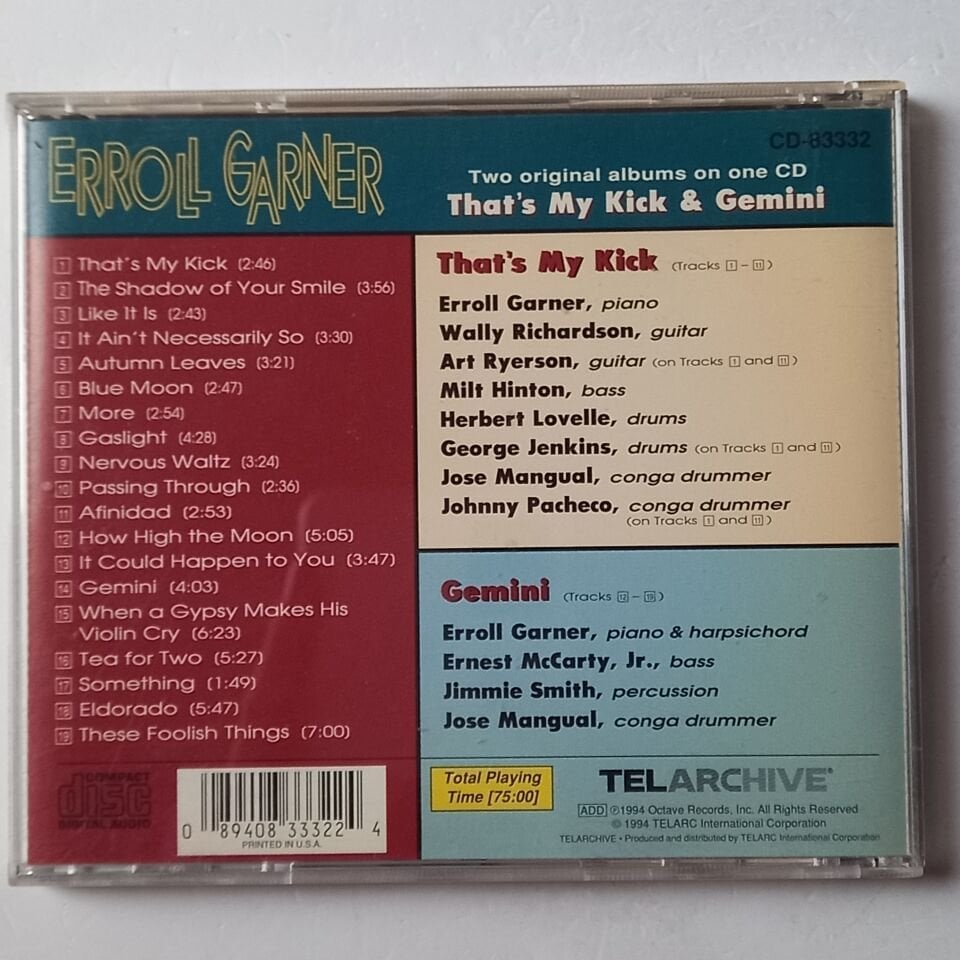 ERROLL GARNER
CD-83332
Two original albums on one CD
That's My Kick & Gemini
1 That's My Kick (2:46)
2 The Shadow of Your Smile (3:56)
3 Like It Is (2:43)
4 It Ain't Necessarily So (3:30)
5 Autumn Leaves (3:21)
6 Blue Moon (2:47)
7 More (2:54)
8 Gaslight (4:28)
9 Nervous Waltz (3:24)
10 Passing Through (2:36)
11 Afinidad (2:53)
12 How High the Moon (5:05)
13 It Could Happen to You (3:47)
14 Gemini (4:03)
15 When a Gypsy Makes His
Violin Cry (6:23)
16 Tea for Two (5:27)
17 Something (1:49)
18 Eldorado (5:47)
19 These Foolish Things (7:00)
COMPACT
disc
DIGITAL AUDIO
0 89408 33322 4
PRINTED IN U.S.A.
That's My Kick (Tracks 1 – 11)
Erroll Garner, piano
Wally Richardson, guitar
Art Ryerson, guitar (on Tracks 1 and 11)
Milt Hinton, bass
Herbert Lovelle, drums
George Jenkins, drums (on Tracks 1 and 11)
Jose Mangual, conga drummer
Johnny Pacheco, conga drummer
(on Tracks 1 and 11)
Gemini (Tracks 12 – 19)
Erroll Garner, piano & harpsichord
Ernest McCarty, Jr., bass
Jimmie Smith, percussion
Jose Mangual, conga drummer
Total Playing
Time [75:00]
TELARCHIVE
ADD ℗1994 Octave Records, Inc. All Rights Reserved
© 1994 TELARC International Corporation
TELARCHIVE • Produced and distributed by TELARC International Corporation